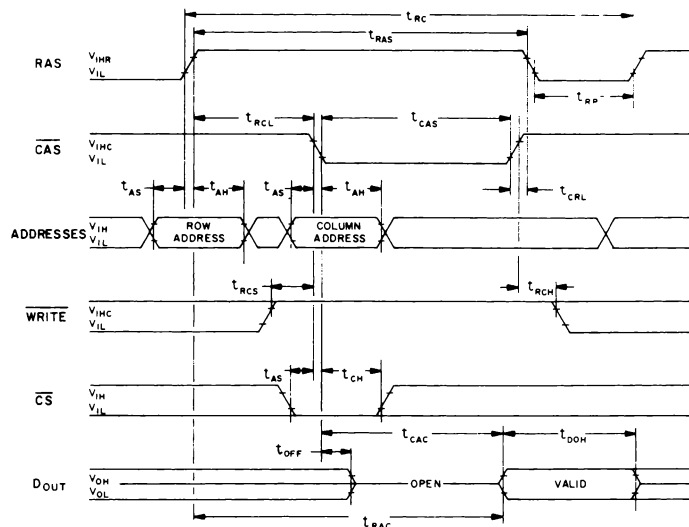 tRC
tRAS
RAS
VIHR
VIL
tRP
tRCL
tCAS
CAS
VIHC
VIL
tCRL
tAS
tAH
tAS
tAH
ADDRESSES
VIH
VIL
ROW ADDRESS
COLUMN ADDRESS
tRCS
tRCH
WRITE
VIHC
VIL
tAS
tCH
CS
VIH
VIL
tCAC
tDOH
tOFF
DOUT
VOH
VOL
OPEN
VALID
tRAC